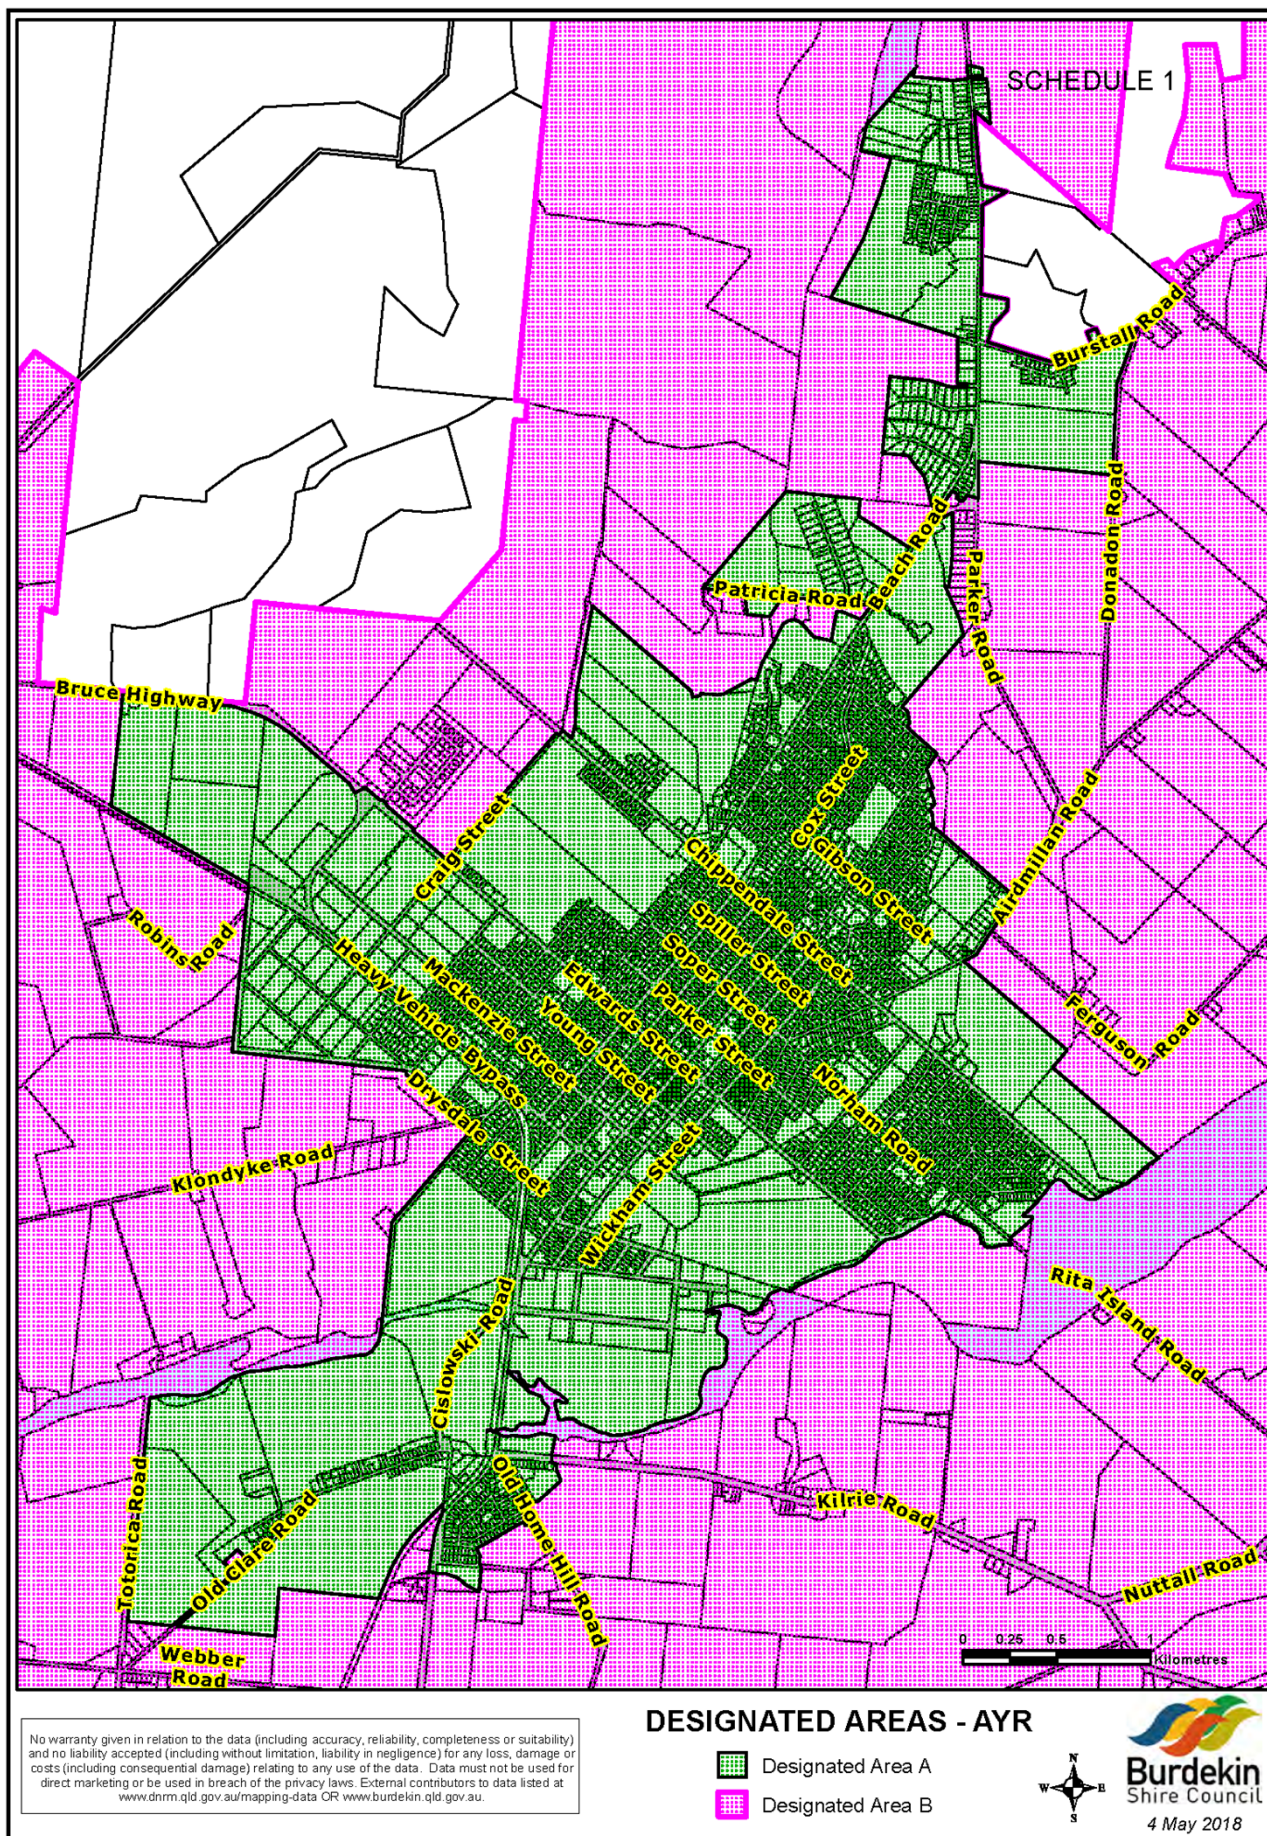 SCHEDULE 1
Burstall Road
Donadon Road
Beach Road
Parker Road
Patricia Road
Bruce Highway
Cox Street
Craig Street
Chippendale Street
Gibson Street
Airdmillan Road
Robins Road
Spiller Street
Heavy Vehicle Bypass
Mackenzie Street
Edwards Street
Soper Street
Young Street
Parker Street
Ferguson Road
Drysdale Street
Norham Road
Klondyke Road
Wickham Street
Rita Island Road
Cislowski Road
Totorica Road
Old Clare Road
Old Home Hill Road
Kilrie Road
Nuttall Road
Webber
Road
0 0.25 0.5 1
Kilometres
DESIGNATED AREAS - AYR
No warranty given in relation to the data (including accuracy, reliability, completeness or suitability)
and no liability accepted (including without limitation, liability in negligence) for any loss, damage or
costs (including consequential damage) relating to any use of the data. Data must not be used for
direct marketing or be used in breach of the privacy laws. External contributors to data listed at
www.dnrm.qld.gov.au/mapping-data OR www.burdekin.qld.gov.au.
Designated Area A
Designated Area B
N
W E
S
Burdekin
Shire Council
4 May 2018